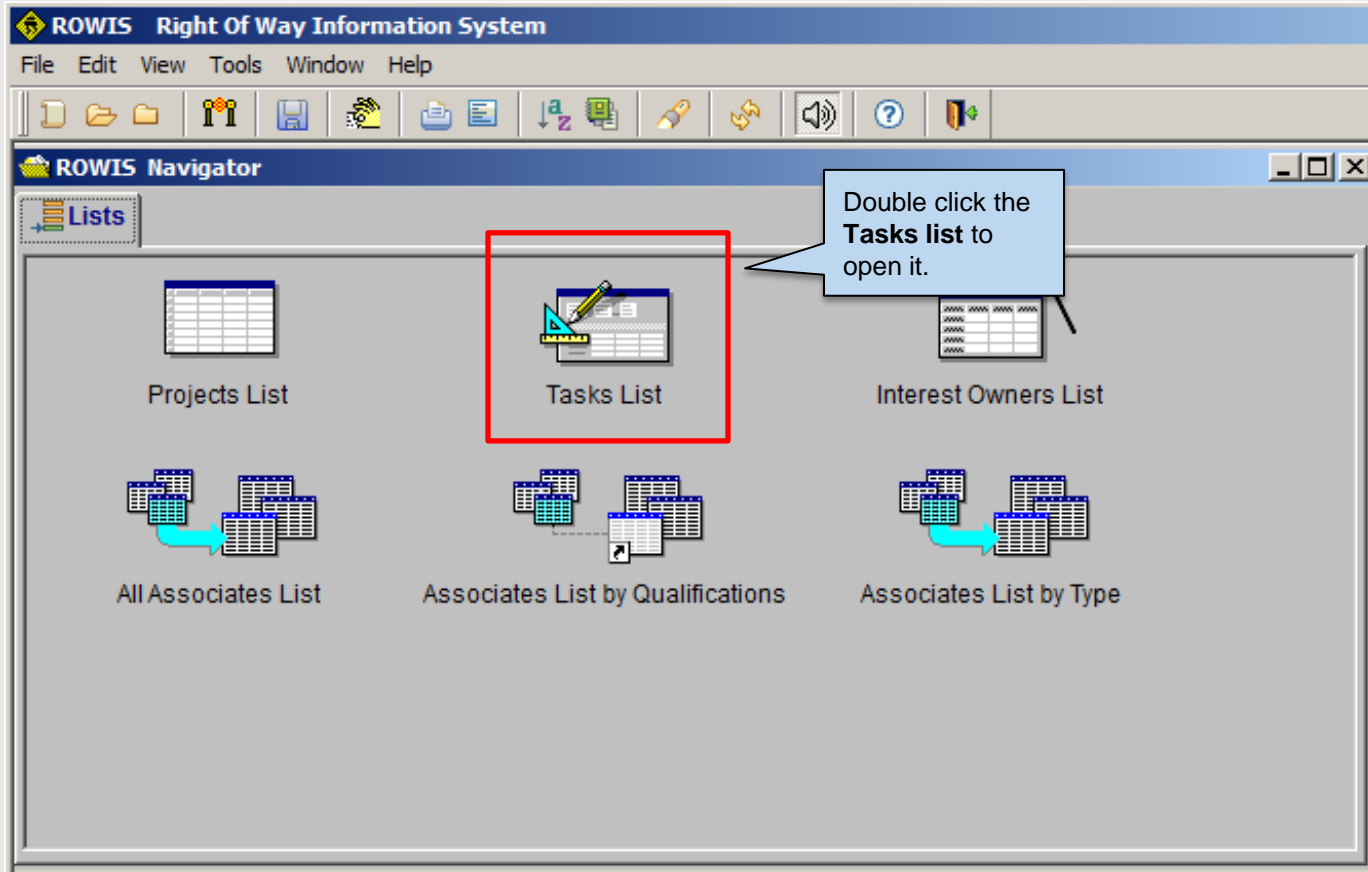 ROWIS Right Of Way Information System
File Edit View Tools Window Help
ROWIS Navigator
Lists
Double click the
Tasks list to
open it.
Projects List
Tasks List
Interest Owners List
All Associates List
Associates List by Qualifications
Associates List by Type